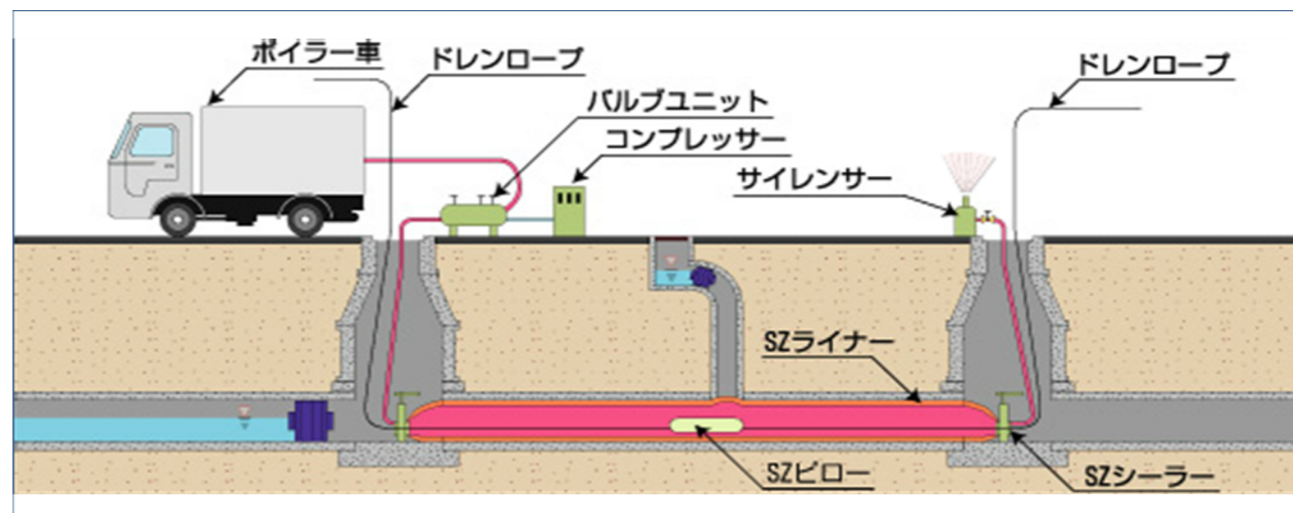 ボイラー車
ドレンロープ
バルブユニット
コンプレッサー
サイレンサー
ドレンロープ
SZライナー
SZピロー
SZシーラー